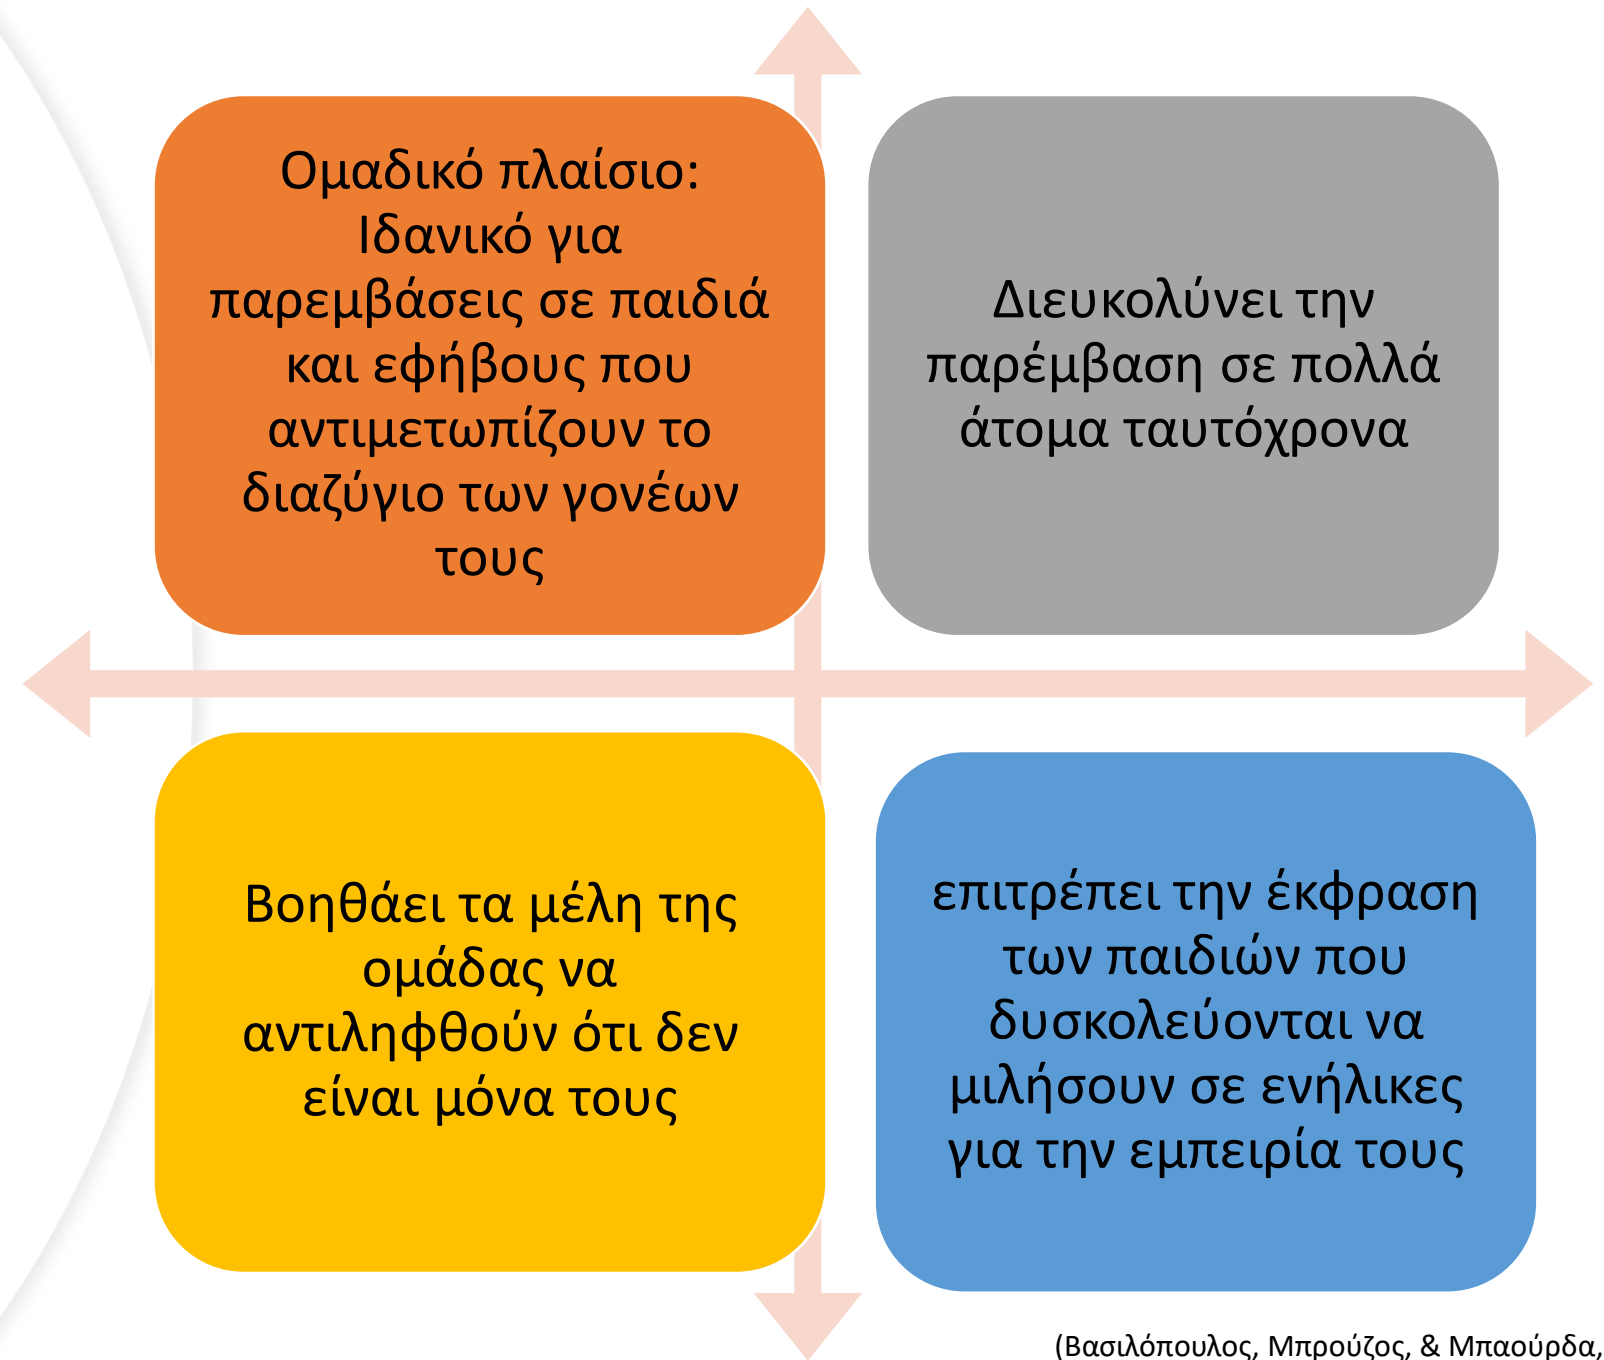 Ομαδικό πλαίσιο:
Ιδανικό για
παρεμβάσεις σε παιδιά
και εφήβους που
αντιμετωπίζουν το
διαζύγιο των γονέων
τους
Διευκολύνει την
παρέμβαση σε πολλά
άτομα ταυτόχρονα
Βοηθάει τα μέλη της
ομάδας να
αντιληφθούν ότι δεν
είναι μόνα τους
επιτρέπει την έκφραση
των παιδιών που
δυσκολεύονται να
μιλήσουν σε ενήλικες
για την εμπειρία τους
(Βασιλόπουλος, Μπρούζος, & Μπαούρδα,